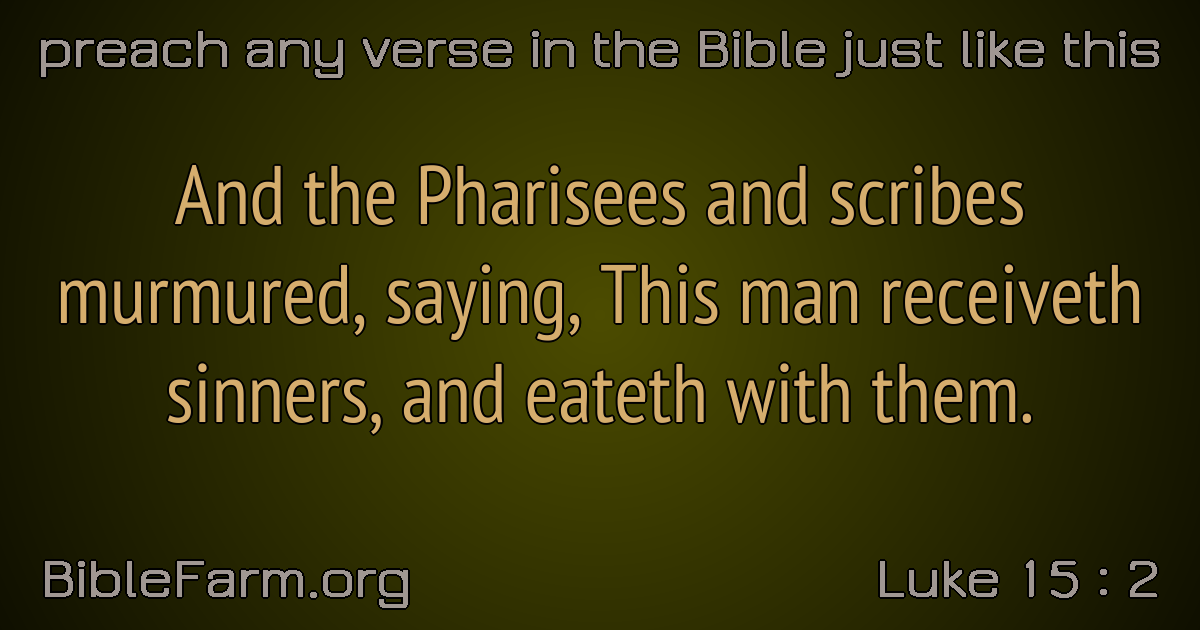 preach any verse in the Bible just like this
And the Pharisees and scribes
murmured, saying, This man receiveth
sinners, and eateth with them.
BibleFarm.org
Luke 15 : 2